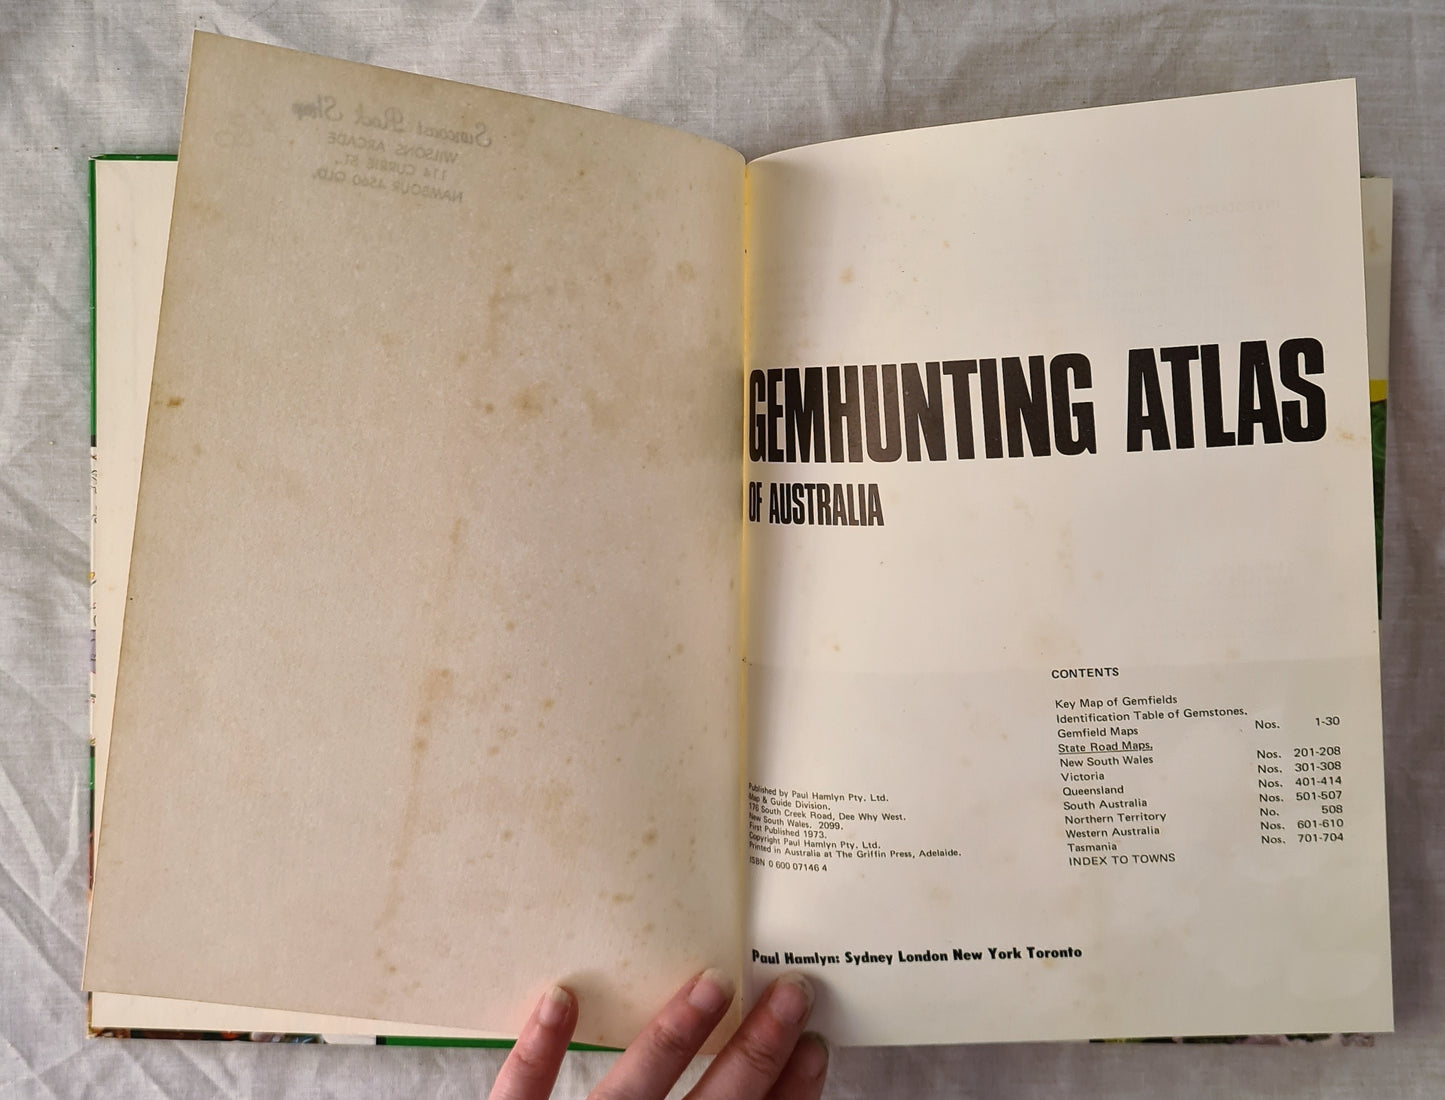 Suncoast Rock Shop
WILSONS ARCADE
114 CURRIE ST.,
NAMBOUR 4560 QLD.
GEMHUNTING ATLAS
OF AUSTRALIA
CONTENTS
Key Map of Gemfields
Identification Table of Gemstones.
Gemfield Maps Nos. 1-30
State Road Maps.
New South Wales Nos. 201-208
Victoria Nos. 301-308
Queensland Nos. 401-414
South Australia Nos. 501-507
Northern Territory No. 508
Western Australia Nos. 601-610
Tasmania Nos. 701-704
INDEX TO TOWNS
Published by Paul Hamlyn Pty. Ltd.
Map & Guide Division.
176 South Creek Road, Dee Why West.
New South Wales. 2099.
First Published 1973.
Copyright Paul Hamlyn Pty. Ltd.
Printed in Australia at The Griffin Press, Adelaide.
ISBN 0 600 07146 4
Paul Hamlyn: Sydney London New York Toronto